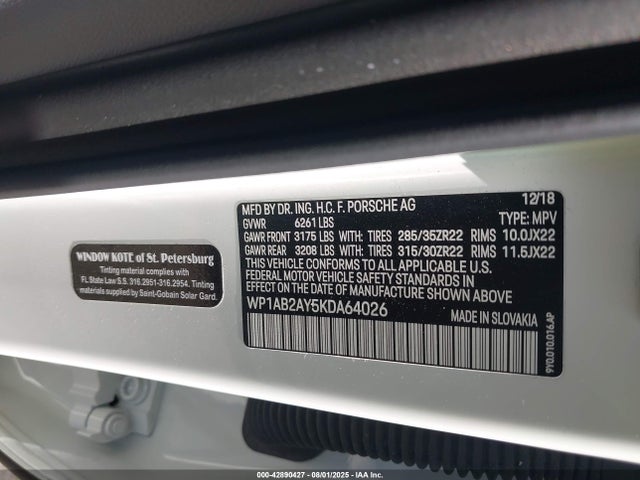 MFD BY DR. ING. H.C. F. PORSCHE AG 12/18
GVWR 6261 LBS TYPE: MPV
GAWR FRONT 3175 LBS WITH: TIRES 285/35ZR22 RIMS 10.0JX22
GAWR REAR 3208 LBS WITH: TIRES 315/30ZR22 RIMS 11.5JX22
THIS VEHICLE CONFORMS TO ALL APPLICABLE U.S.
FEDERAL MOTOR VEHICLE SAFETY STANDARDS
IN EFFECT ON THE DATE OF MANUFACTURE SHOWN ABOVE
WP1AB2AY5KDA64026 MADE IN SLOVAKIA
9Y0.010.016.AP
WINDOW KOTE of St. Petersburg
Tinting material complies with
FL State Law S.S. 316.2951-316.2954. Tinting
materials supplied by Saint-Gobain Solar Gard.
000-42890427 - 08/01/2025 - IAA Inc.